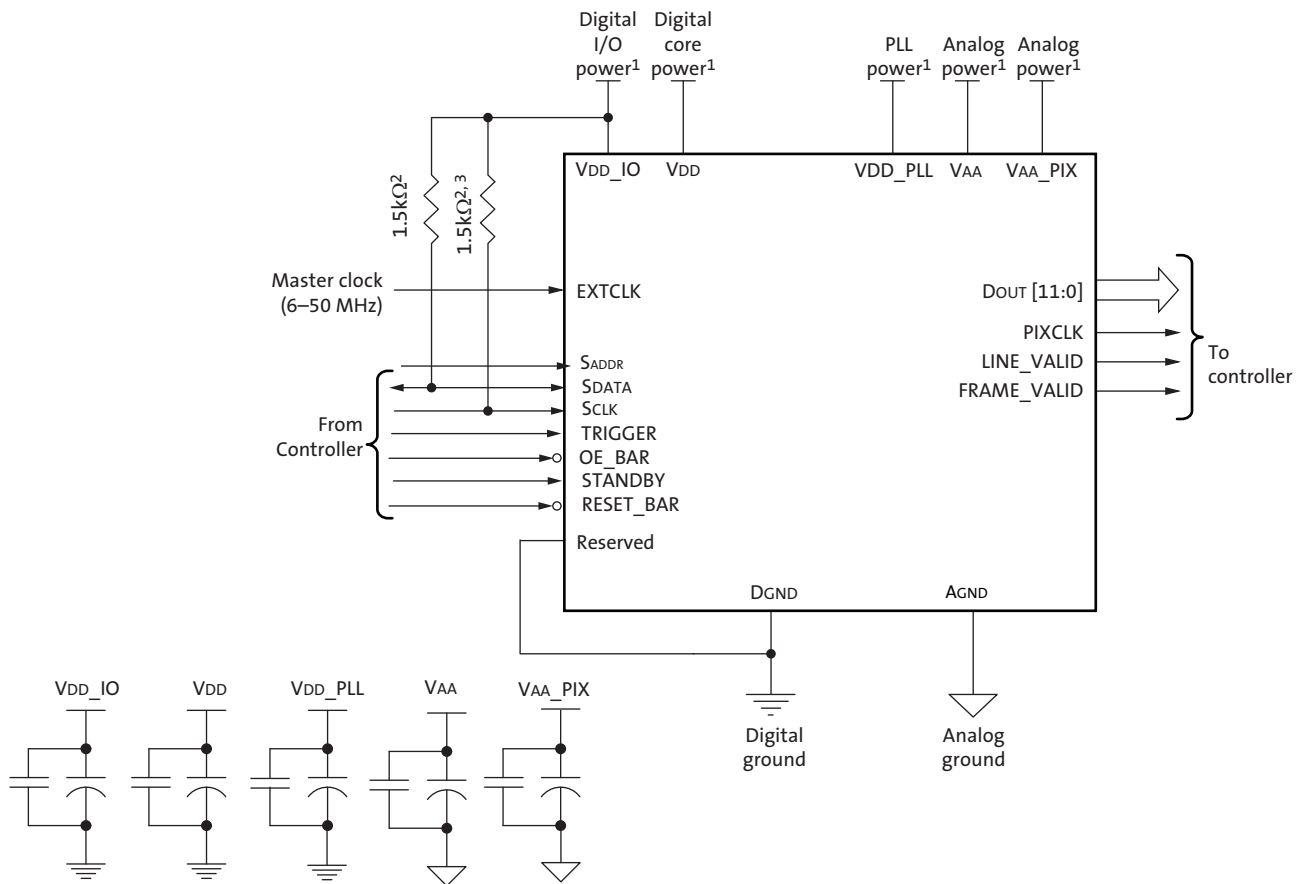 Digital
I/O
power1
Digital
core
power1
PLL
power1
Analog
power1
Analog
power1
VDD_IO
VDD
VDD_PLL
VAA
VAA_PIX
1.5kΩ2
1.5kΩ2, 3
Master clock
(6–50 MHz)
EXTCLK
DOUT [11:0]
PIXCLK
LINE_VALID
FRAME_VALID
To
controller
SADDR
SDATA
SCLK
TRIGGER
OE_BAR
STANDBY
RESET_BAR
From
Controller
Reserved
DGND
AGND
Digital
ground
Analog
ground
VDD_IO
VDD
VDD_PLL
VAA
VAA_PIX